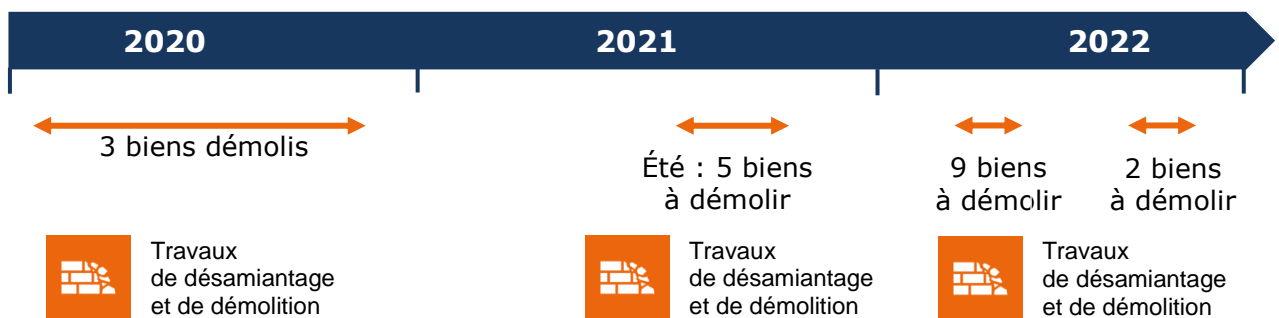 2020
2021
2022
3 biens démolis
Été : 5 biens
à démolir
9 biens
à démolir
2 biens
à démolir
Travaux
de désamiantage
et de démolition
Travaux
de désamiantage
et de démolition
Travaux
de désamiantage
et de démolition